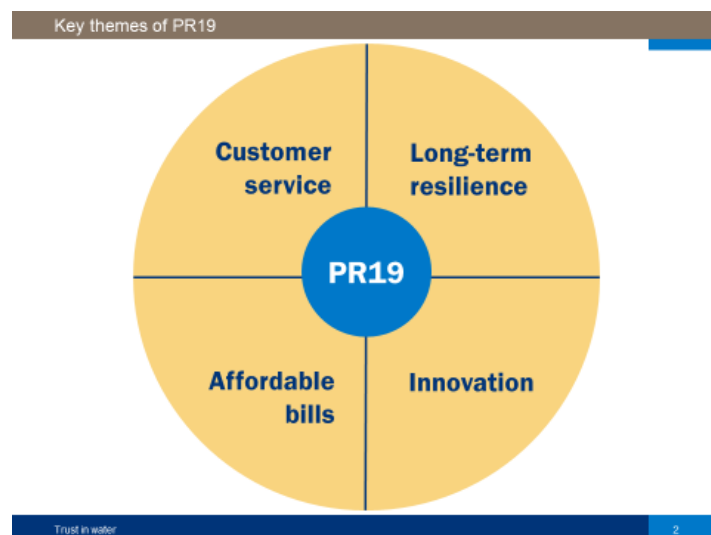 Key themes of PR19
Customer
service
Long-term
resilience
PR19
Affordable
bills
Innovation
Trust in water
2